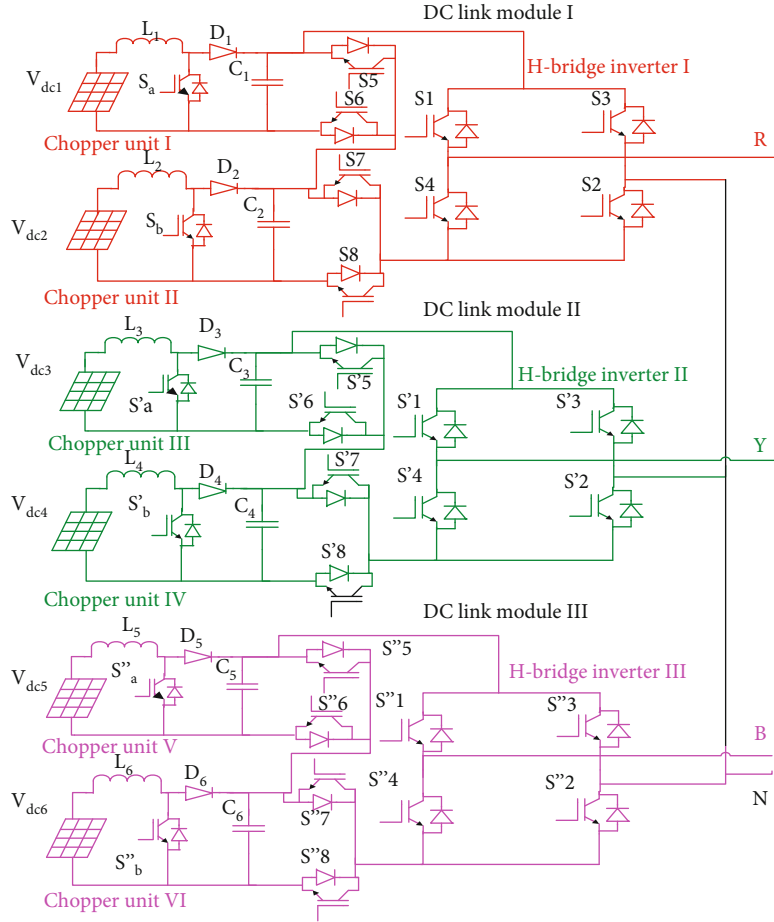 DC link module I
L1
D1
Vdc1
Sa
C1
S5
S6
H-bridge inverter I
S1
S3
R
Chopper unit I
L2
D2
S7
S4
S2
Vdc2
Sb
C2
S8
Chopper unit II
DC link module II
L3
D3
Vdc3
S'a
C3
S'5
S'6
H-bridge inverter II
S'1
S'3
Y
Chopper unit III
L4
D4
S'7
S'4
S'2
Vdc4
S'b
C4
S'8
Chopper unit IV
DC link module III
L5
D5
S''5
Vdc5
S''a
C5
S''6
H-bridge inverter III
S''1
S''3
B
Chopper unit V
L6
D6
S''4
S''2
N
Vdc6
C6
S''7
S''b
S''8
Chopper unit VI